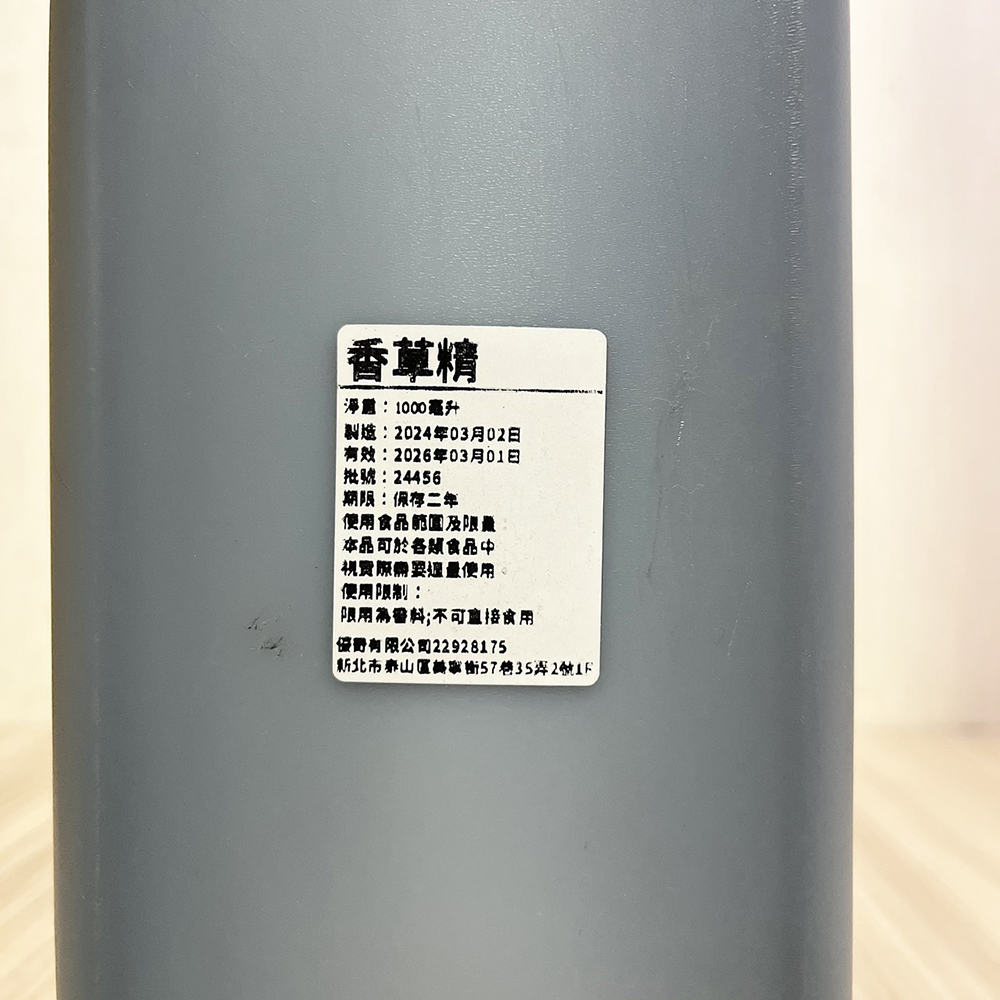 香草精
淨重：1000毫升
製造：2024年03月02日
有效：2026年03月01日
批號：24456
期限：保存二年
使用食品範圍及限量
本品可於各類食品中
視實際需要適量使用
使用限制：
限用為香料;不可直接食用
有限公司22928175
新北市泰山區 57巷35弄2號1F